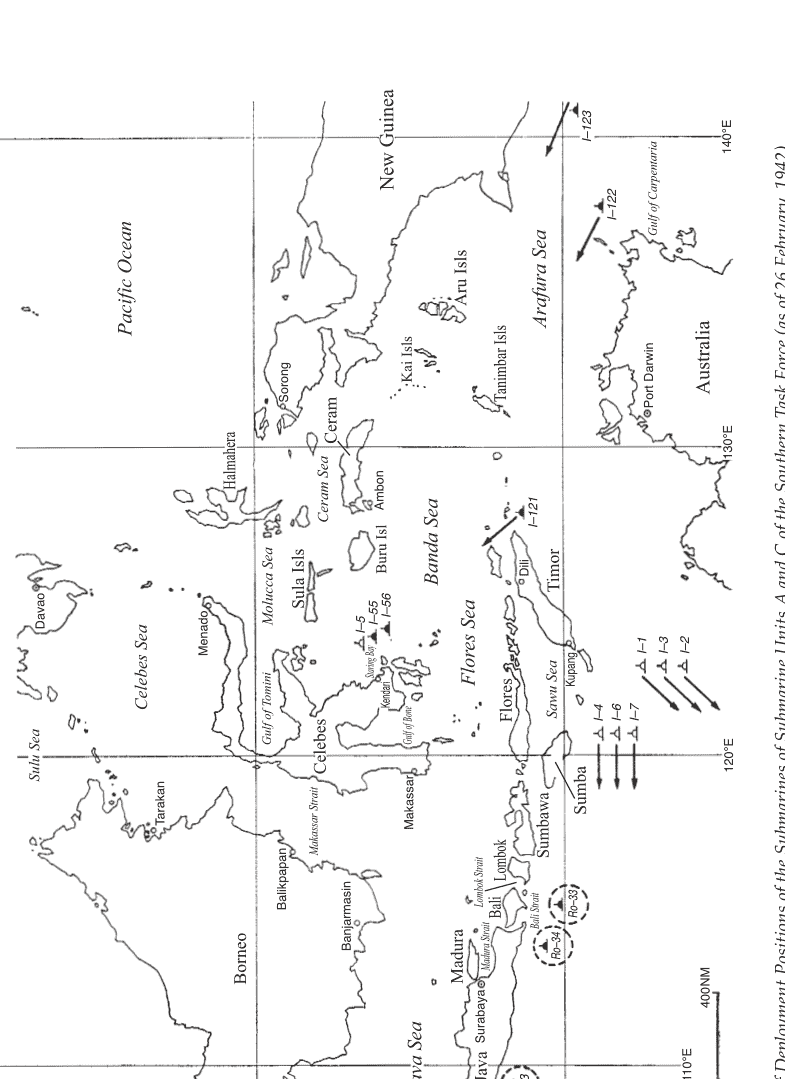 Sulu Sea
Davao
Pacific Ocean
Celebes Sea
Tarakan
Menado
Halmahera
Borneo
Molucca Sea
Gulf of Tomini
Balikpapan
Sorong
Sula Isls
Makassar Strait
Celebes
Ceram Sea
Ceram
Banjarmasin
Staring Bay
I-5
I-55
I-56
Kendari
Buru Isl
Ambon
New Guinea
Kai Isls
Makassar
Gulf of Bone
Banda Sea
ava Sea
Aru Isls
Madura
Flores Sea
Lombok Strait
Madura Strait
Surabaya
Java
Bali
Lombok
Tanimbar Isls
Flores
Dili
I-121
Bali Strait
Sumbawa
Sawu Sea
Timor
Arafura Sea
3
Ro-34
Ro-33
Sumba
Kupang
I-123
I-122
I-4
I-6
I-7
I-1
I-3
I-2
Port Darwin
Gulf of Carpentaria
Australia
400NM
110°E
120°E
130°E
140°E
f Deployment Positions of the Submarines of Submarine Units A and C of the Southern Task Force (as of 26 February, 1942)